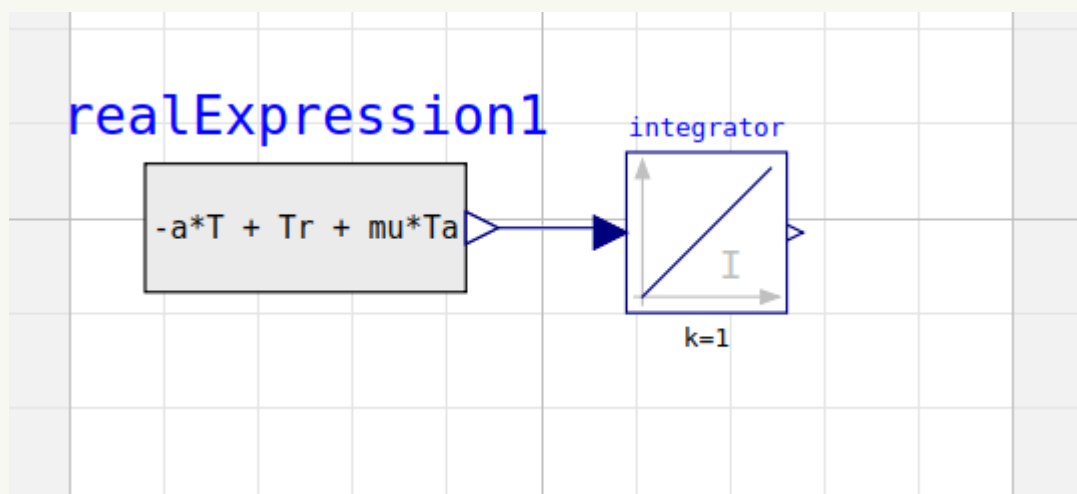 realExpression1
integrator
-a*T + Tr + mu*Ta
I
k=1